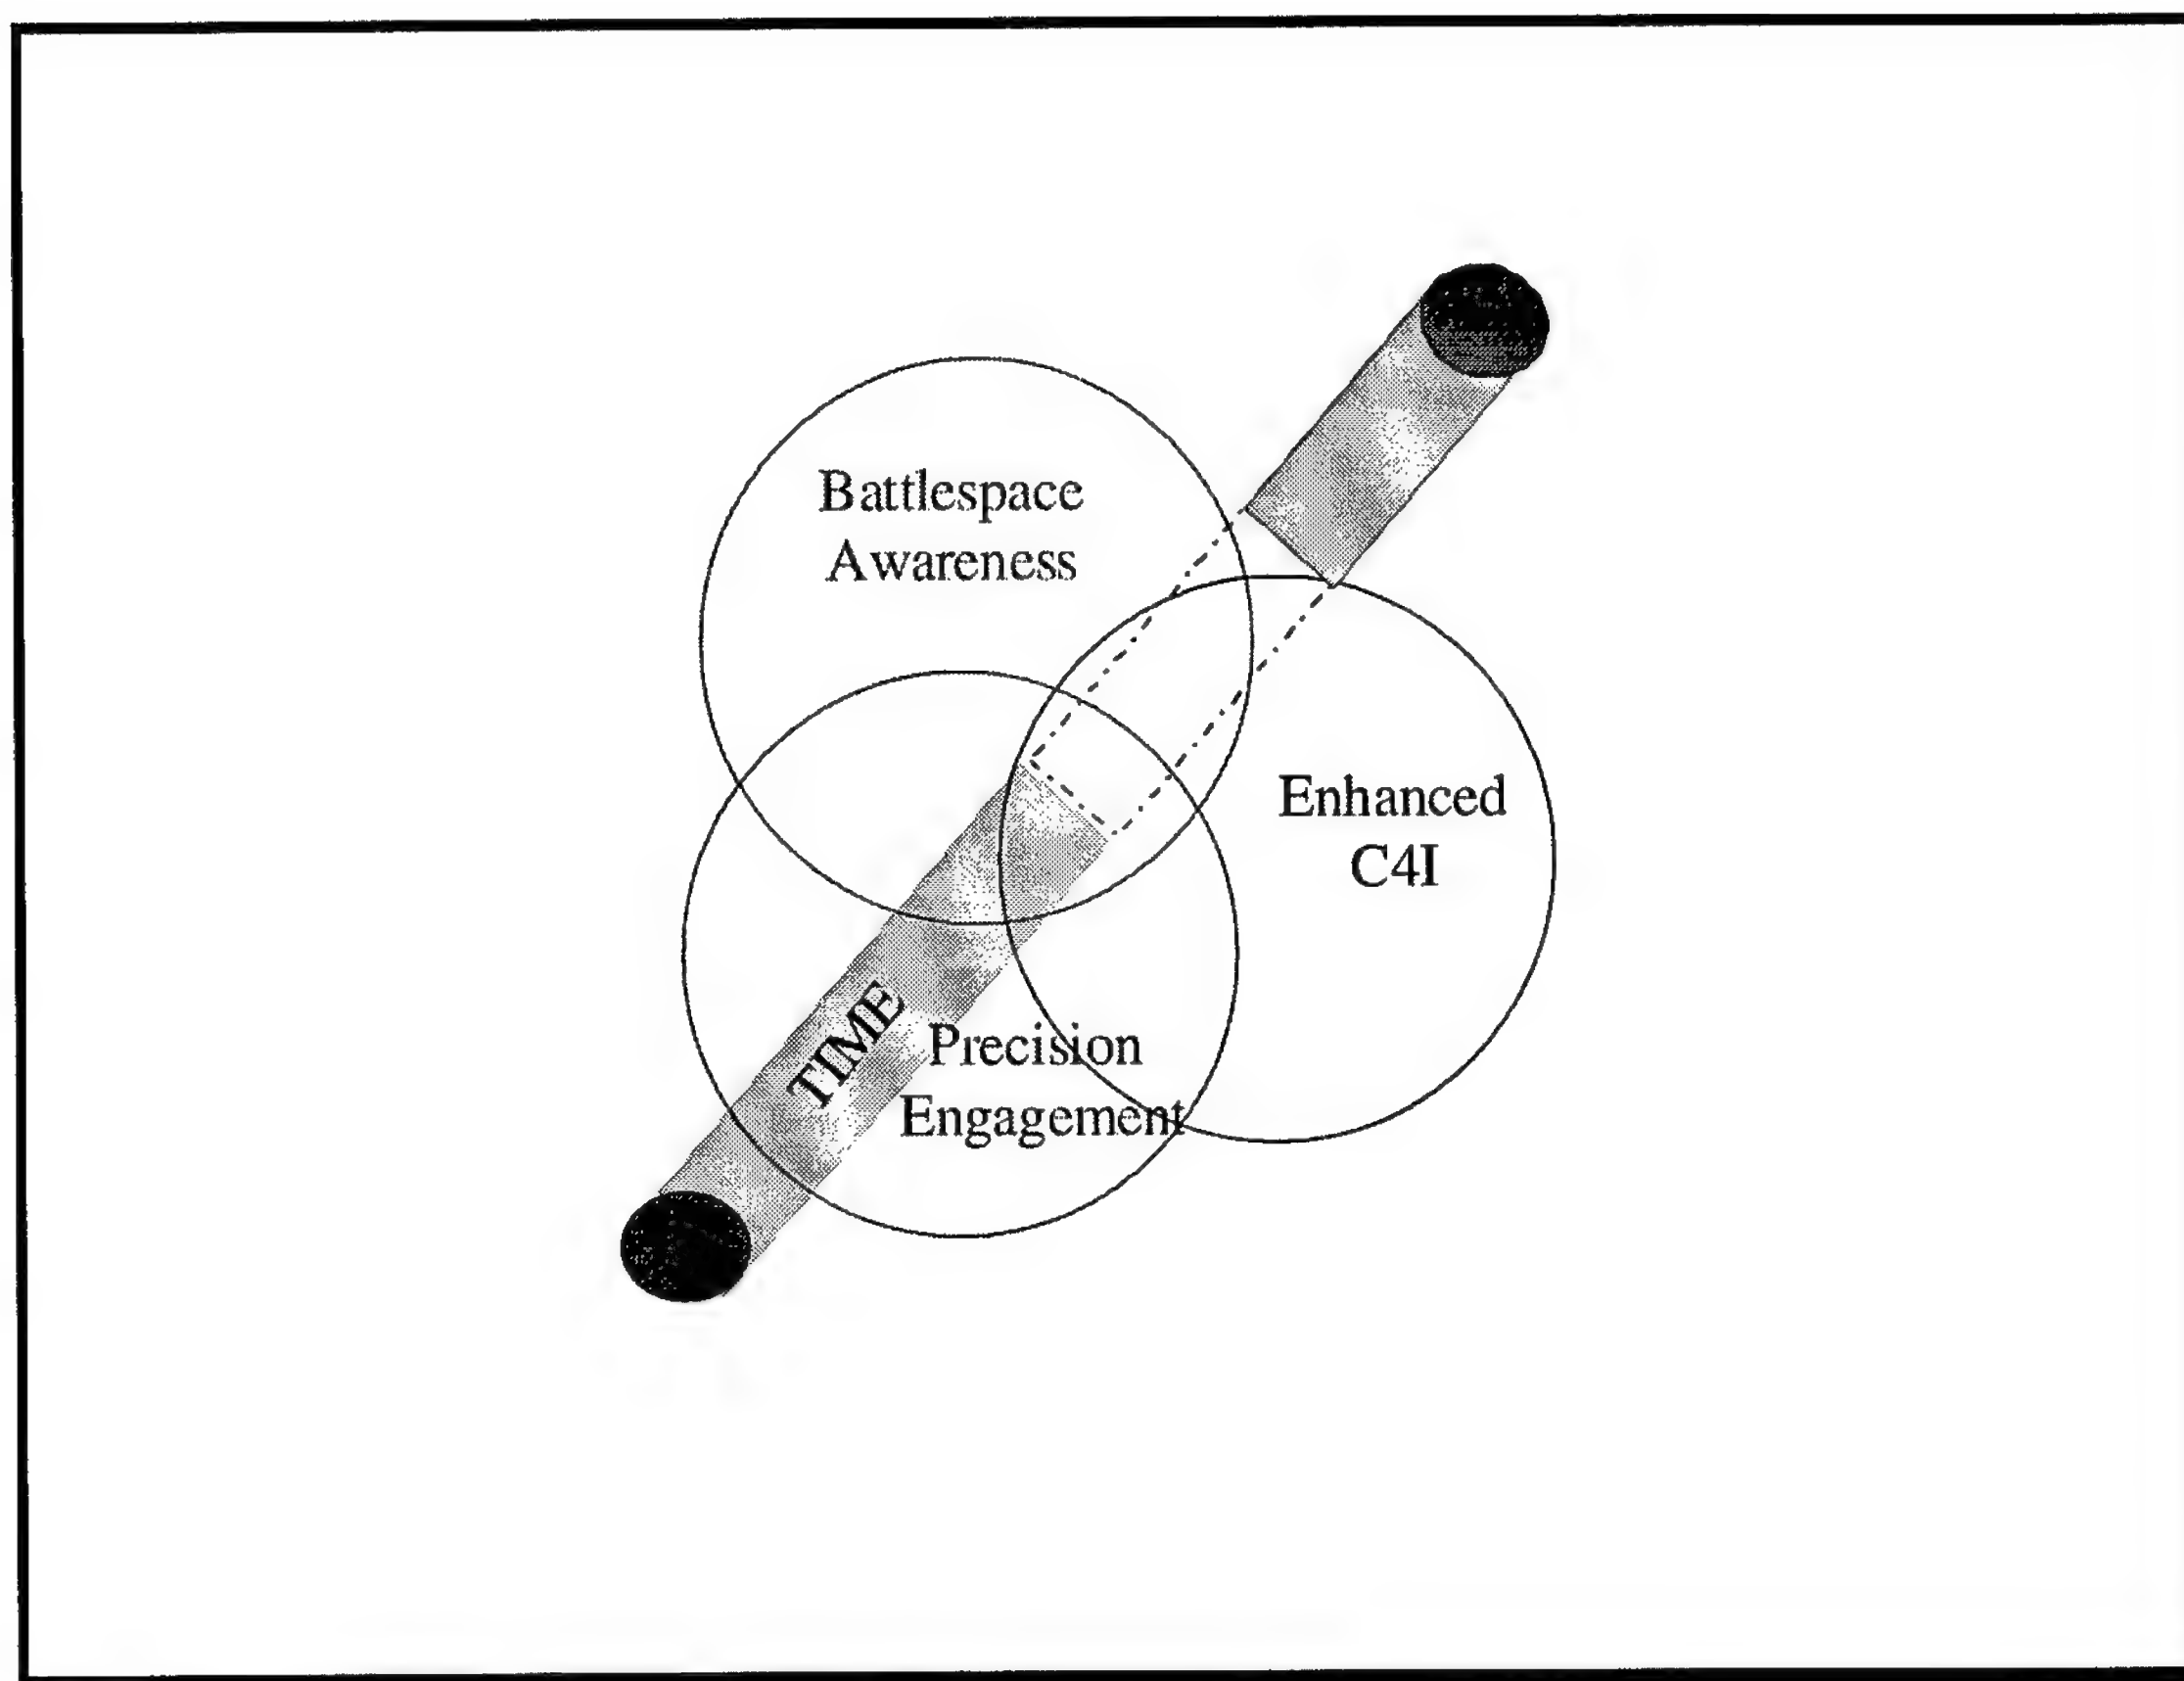 Battlespace
Awareness
Enhanced
C4I
TIME
Precision
Engagement